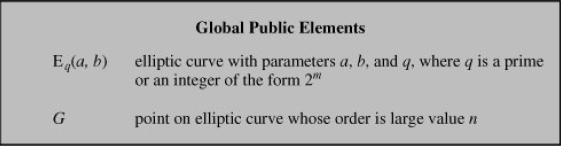 Global Public Elements
E_q(a, b) elliptic curve with parameters a, b, and q, where q is a prime
or an integer of the form 2^m
G point on elliptic curve whose order is large value n